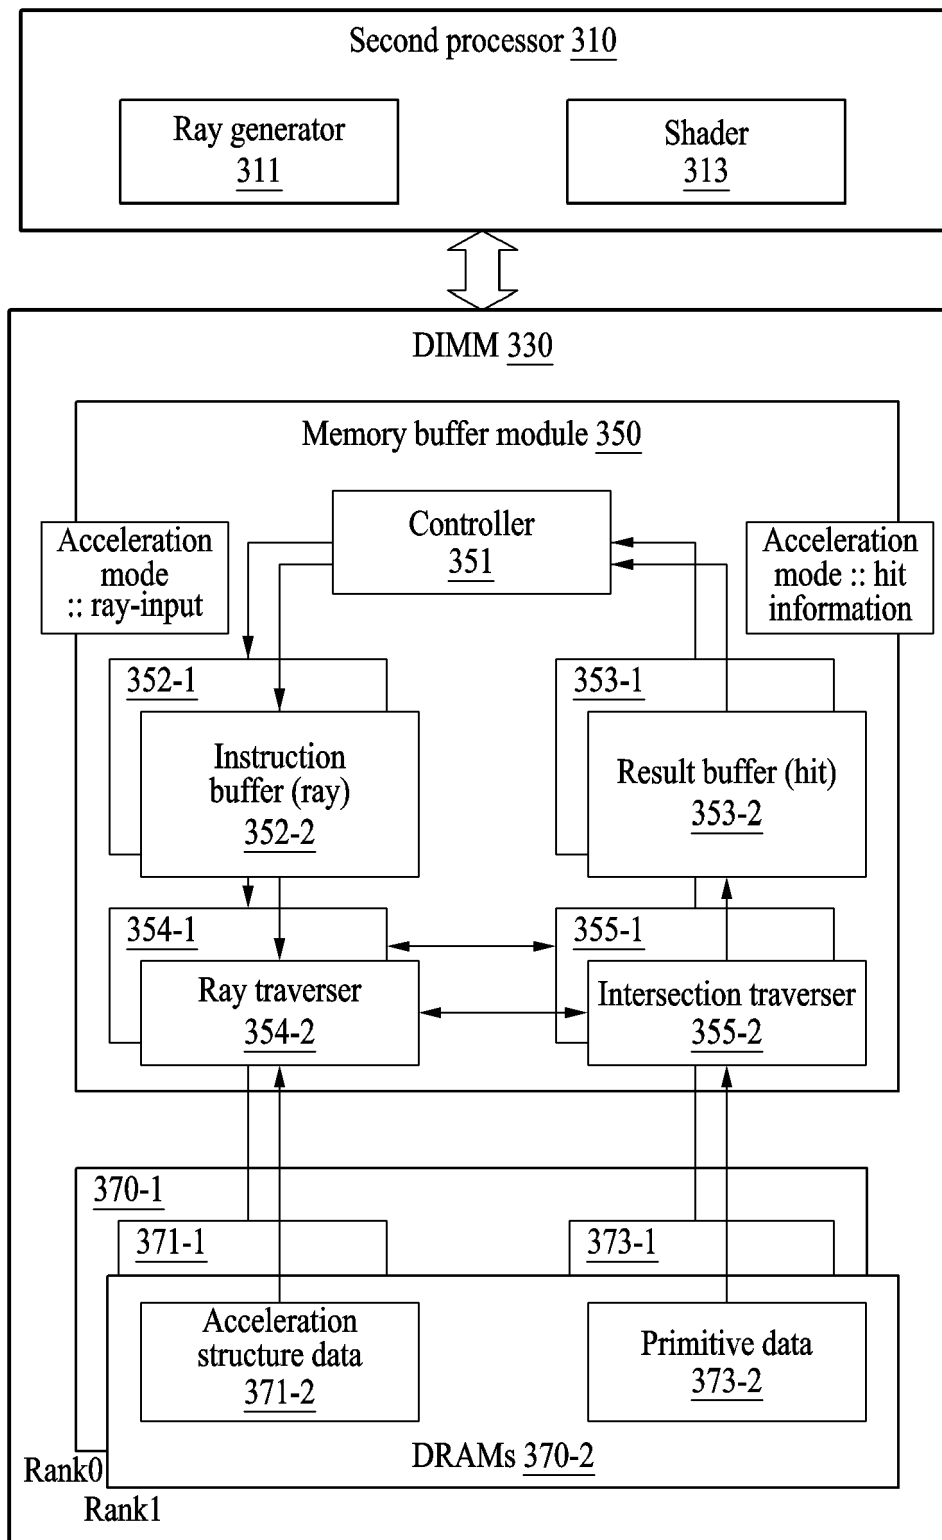 Second processor 310
Ray generator
311
Shader
313
DIMM 330
Memory buffer module 350
Controller
351
Acceleration
mode
:: ray-input
Acceleration
mode :: hit
information
352-1
Instruction
buffer (ray)
352-2
353-1
Result buffer (hit)
353-2
354-1
Ray traverser
354-2
355-1
Intersection traverser
355-2
370-1
371-1
373-1
Acceleration
structure data
371-2
Primitive data
373-2
DRAMs 370-2
Rank0
Rank1